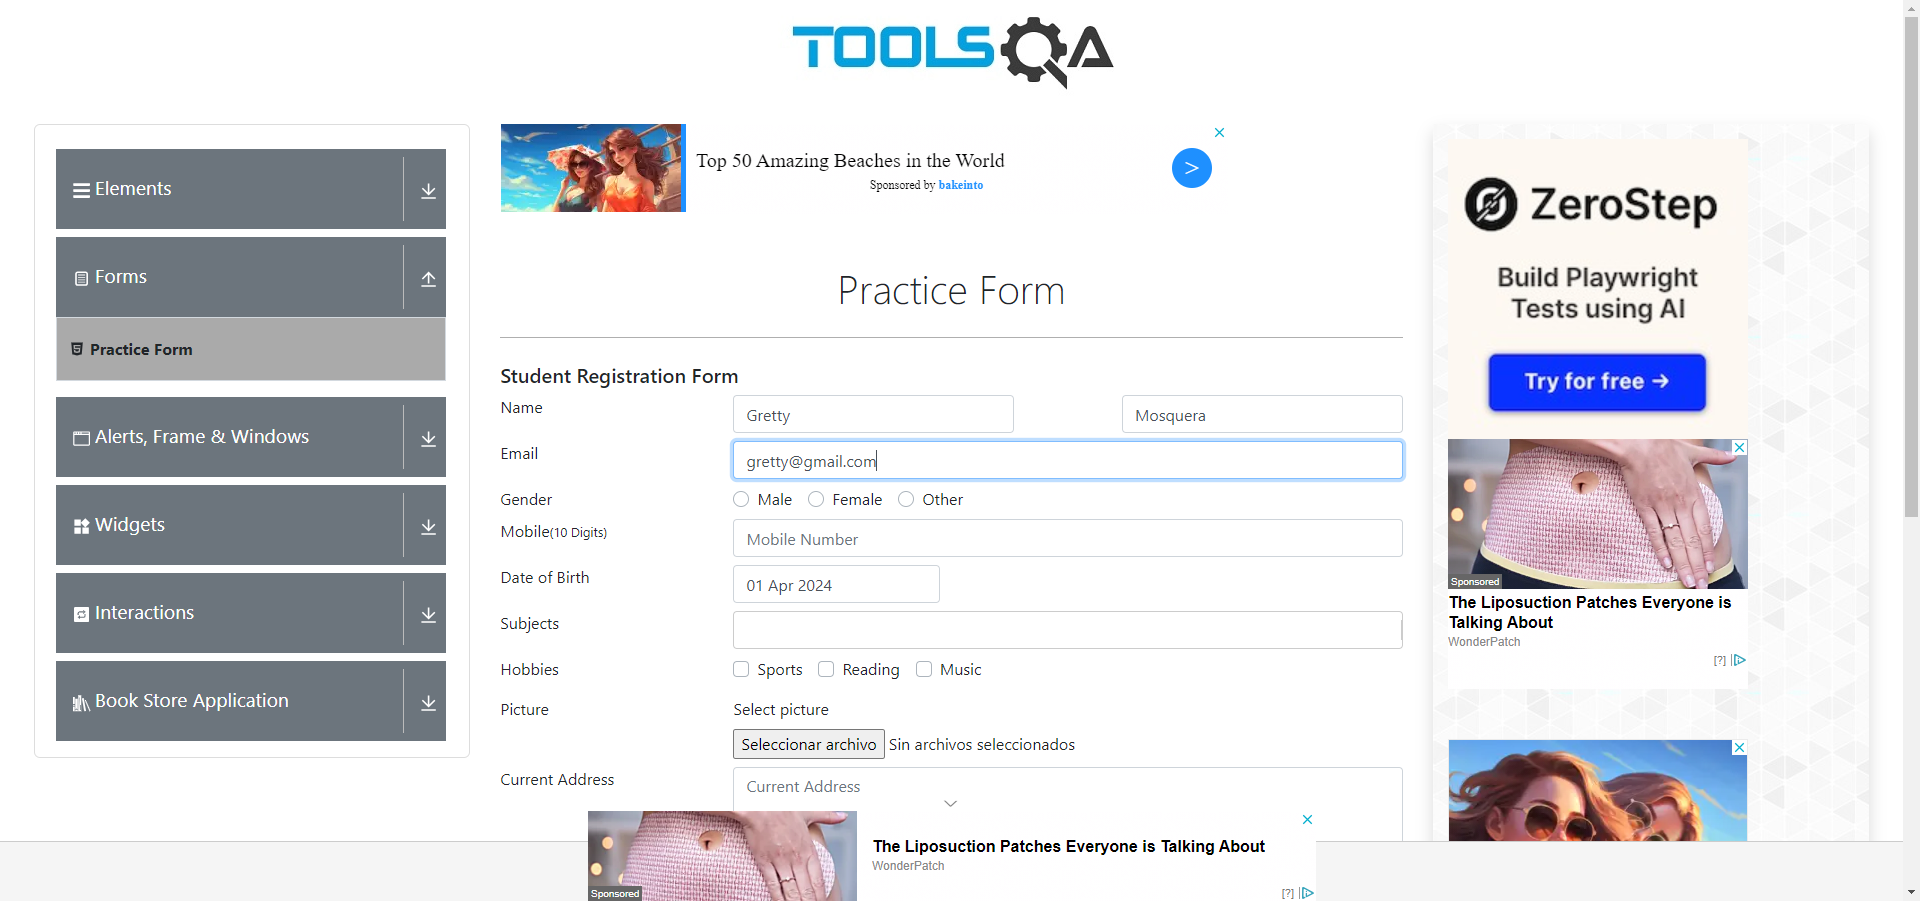 TOOLSQA
Elements
Forms
Practice Form
Alerts, Frame & Windows
Widgets
Interactions
Book Store Application
Top 50 Amazing Beaches in the World
Sponsored by bakeinto
>
Practice Form
Student Registration Form
Name
Gretty
Mosquera
Email
gretty@gmail.com
Gender
Male
Female
Other
Mobile(10 Digits)
Mobile Number
Date of Birth
01 Apr 2024
Subjects
Hobbies
Sports
Reading
Music
Picture
Select picture
Seleccionar archivo
Sin archivos seleccionados
Current Address
Current Address
Sponsored
The Liposuction Patches Everyone is Talking About
WonderPatch
[?]
ZeroStep
Build Playwright
Tests using AI
Try for free →
Sponsored
The Liposuction Patches Everyone is
Talking About
WonderPatch
[?]